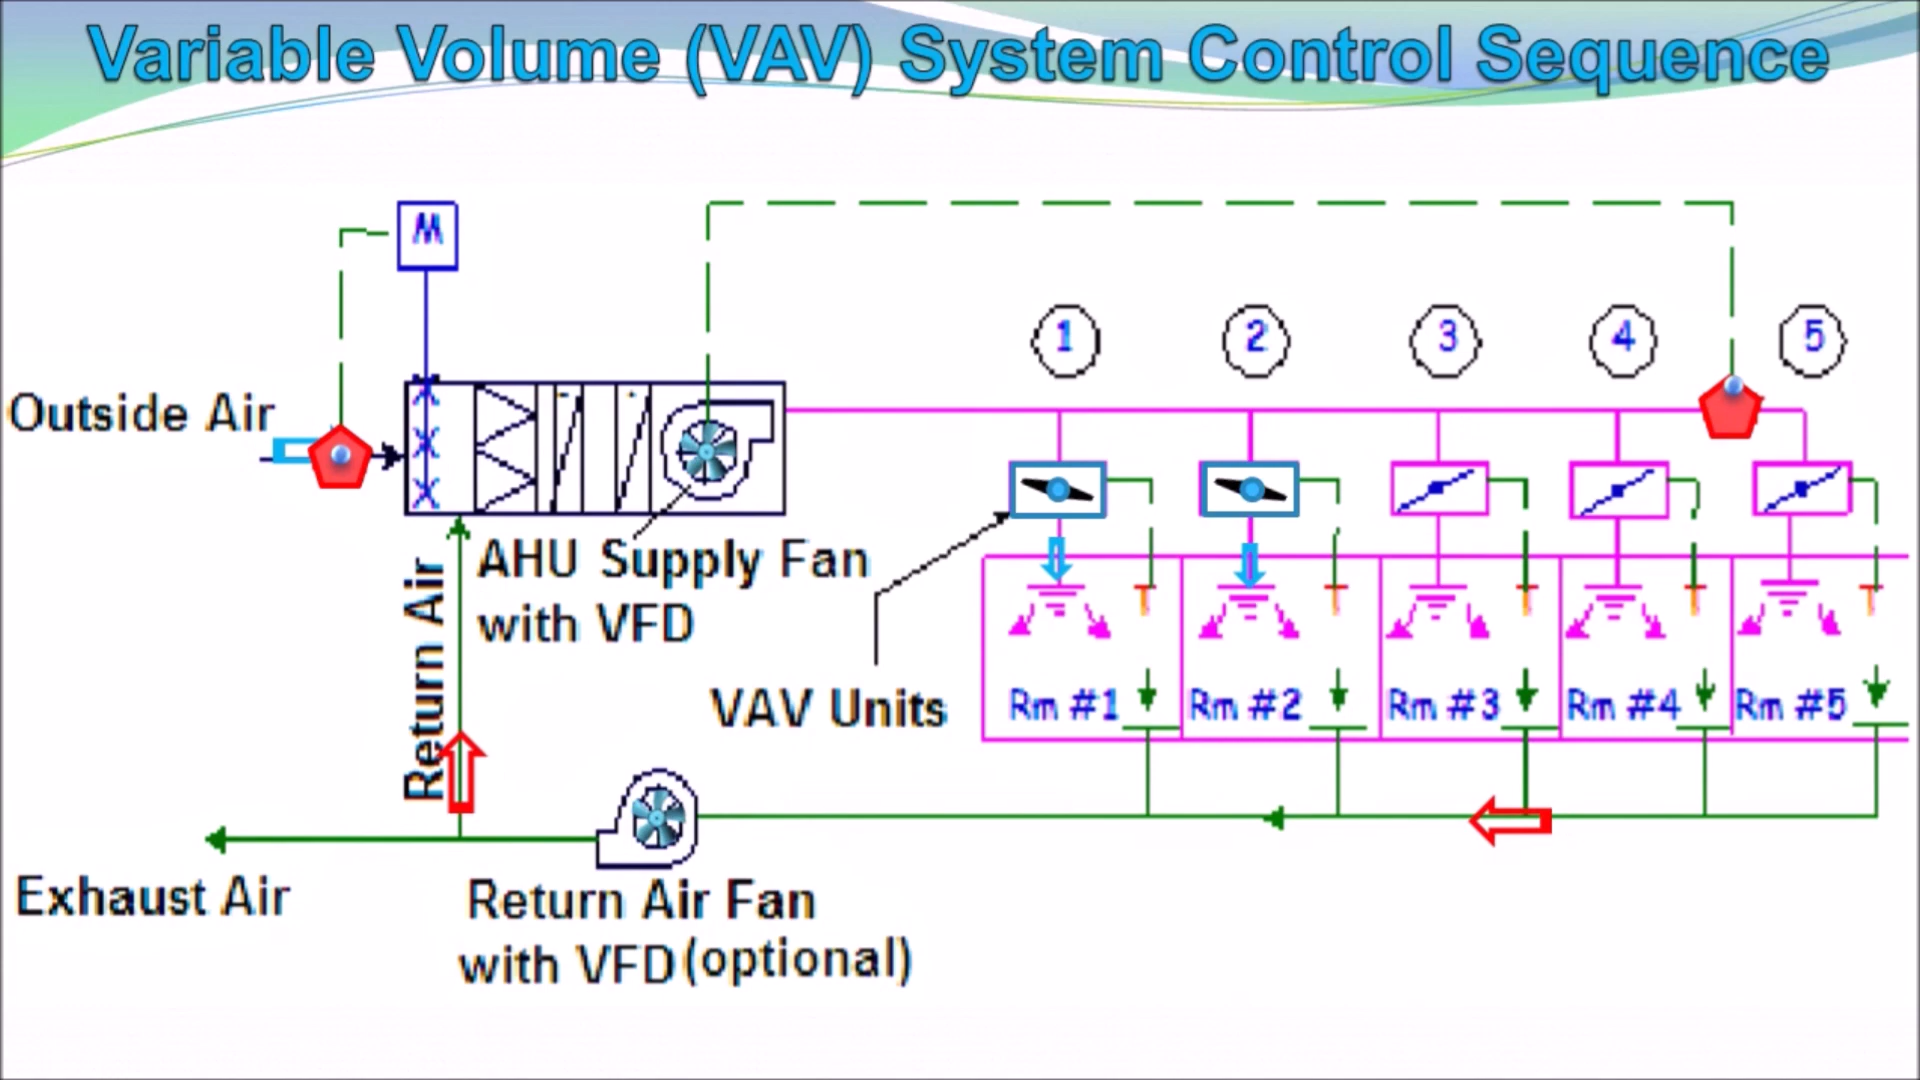 Variable Volume (VAV) System Control Sequence
M
1 2 3 4 5
Outside Air
AHU Supply Fan
with VFD
Return Air
VAV Units
T T T T T
Rm #1 Rm #2 Rm #3 Rm #4 Rm #5
Exhaust Air
Return Air Fan
with VFD (optional)